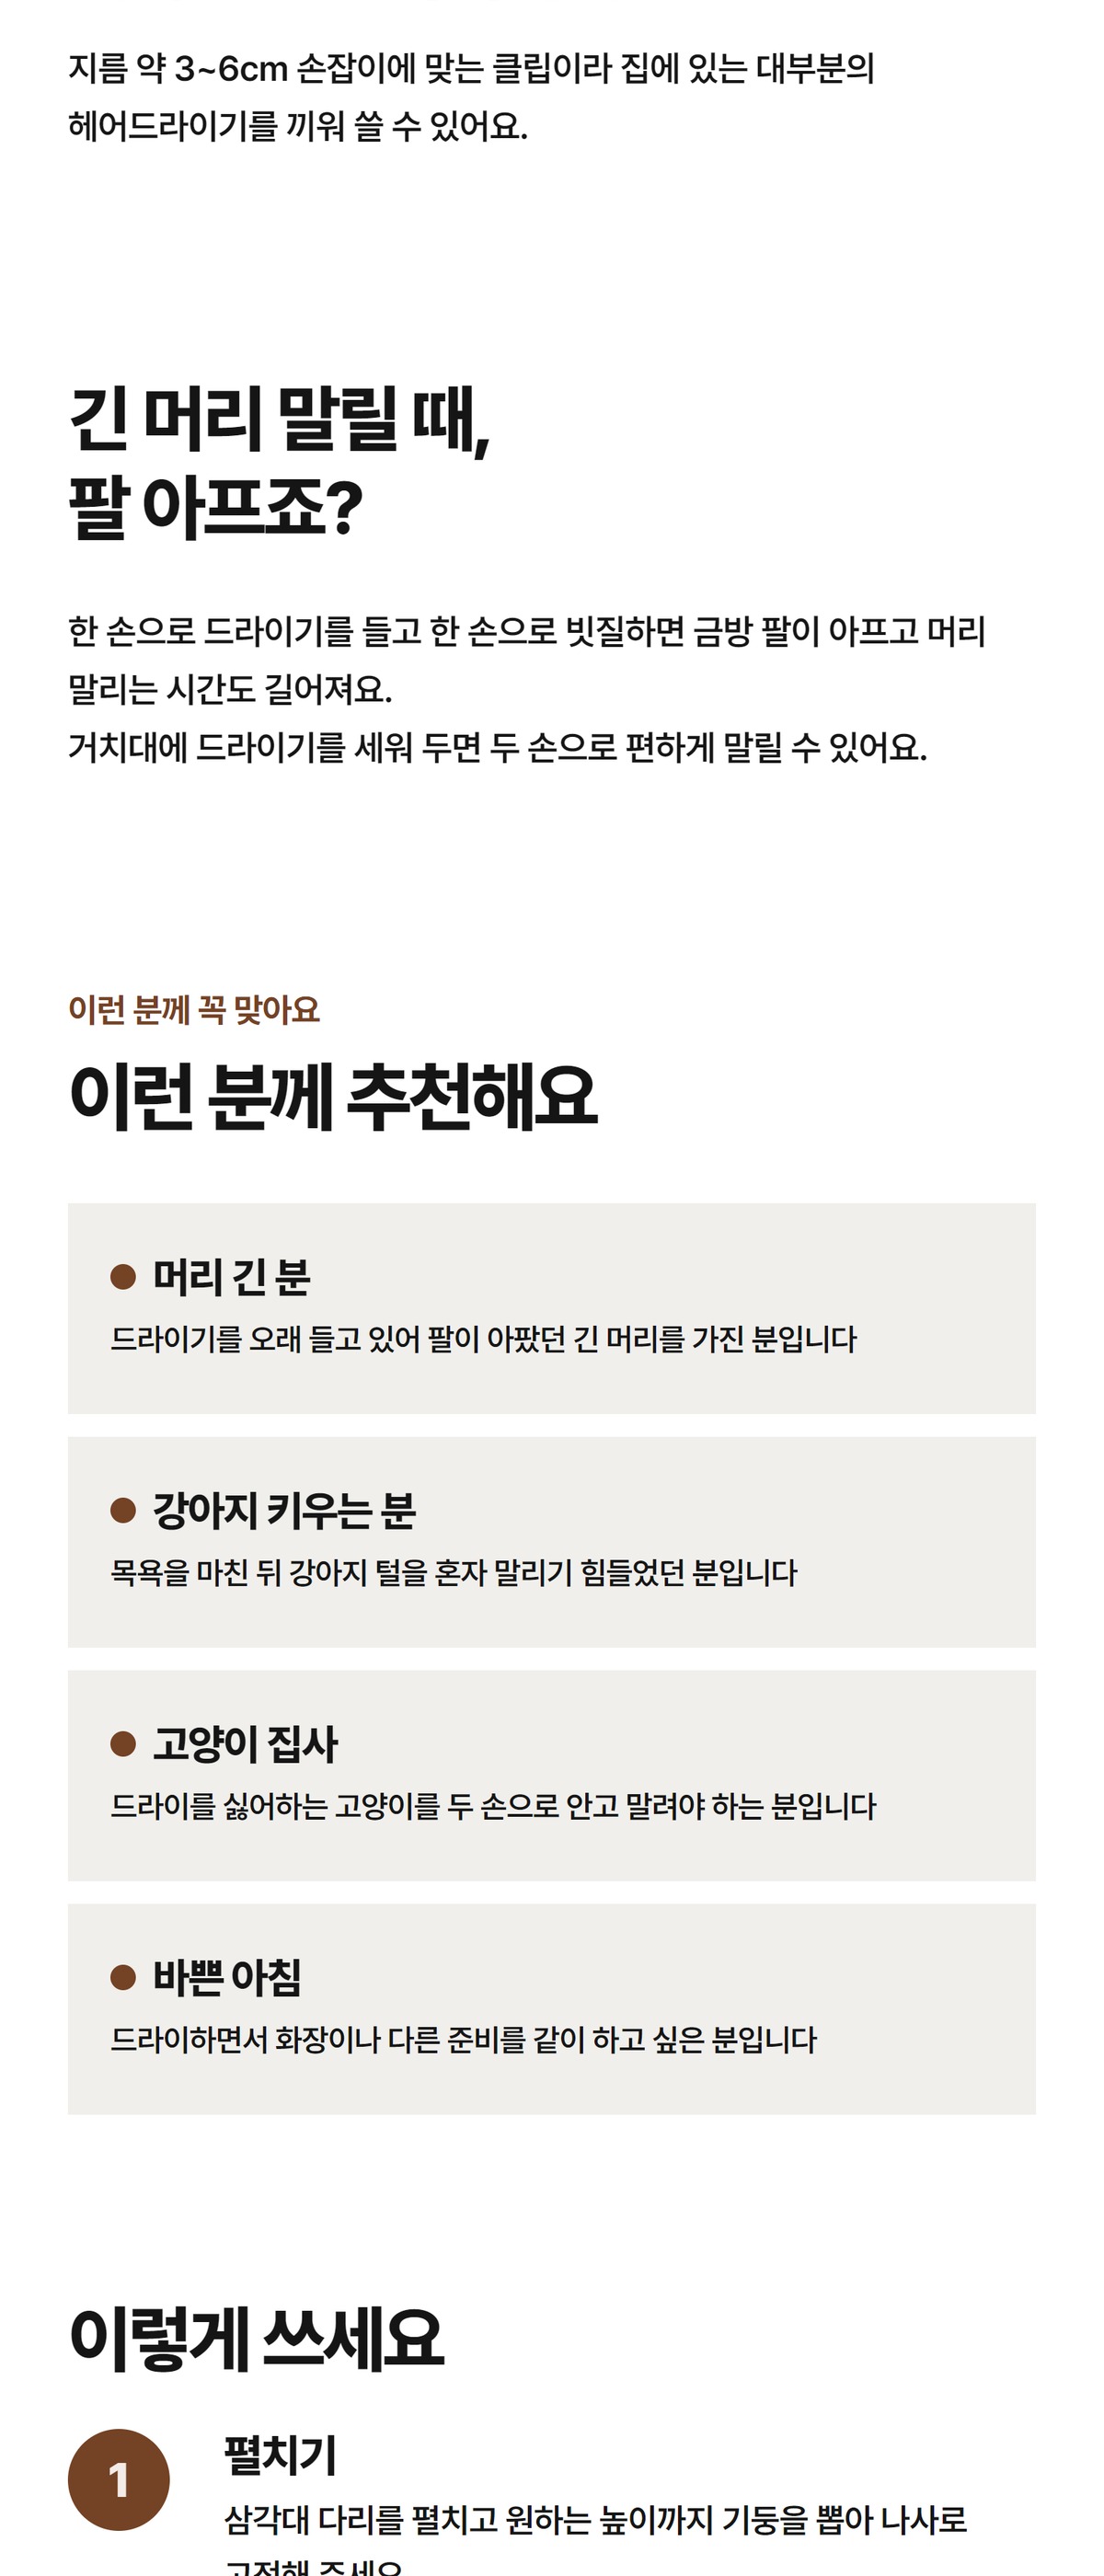 지름 약 3~6cm 손잡이에 맞는 클립이라 집에 있는 대부분의
헤어드라이기를 끼워 쓸 수 있어요.
긴 머리 말릴 때,
팔 아프죠?
한 손으로 드라이기를 들고 한 손으로 빗질하면 금방 팔이 아프고 머리
말리는 시간도 길어져요.
거치대에 드라이기를 세워 두면 두 손으로 편하게 말릴 수 있어요.
이런 분께 꼭 맞아요
이런 분께 추천해요
머리 긴 분
드라이기를 오래 들고 있어 팔이 아팠던 긴 머리를 가진 분입니다
강아지 키우는 분
목욕을 마친 뒤 강아지 털을 혼자 말리기 힘들었던 분입니다
고양이 집사
드라이를 싫어하는 고양이를 두 손으로 안고 말려야 하는 분입니다
바쁜 아침
드라이하면서 화장이나 다른 준비를 같이 하고 싶은 분입니다
이렇게 쓰세요
1
펼치기
삼각대 다리를 펼치고 원하는 높이까지 기둥을 뽑아 나사로
고정해 주세요